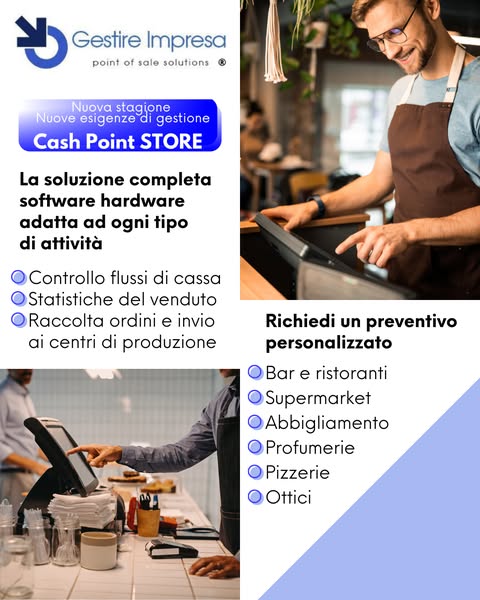 Gestire Impresa
point of sale solutions ®
Nuova stagione
Nuove esigenze di gestione
Cash Point STORE
La soluzione completa
software hardware
adatta ad ogni tipo
di attività
Controllo flussi di cassa
Statistiche del venduto
Raccolta ordini e invio
ai centri di produzione
Richiedi un preventivo
personalizzato
Bar e ristoranti
Supermarket
Abbigliamento
Profumerie
Pizzerie
Ottici